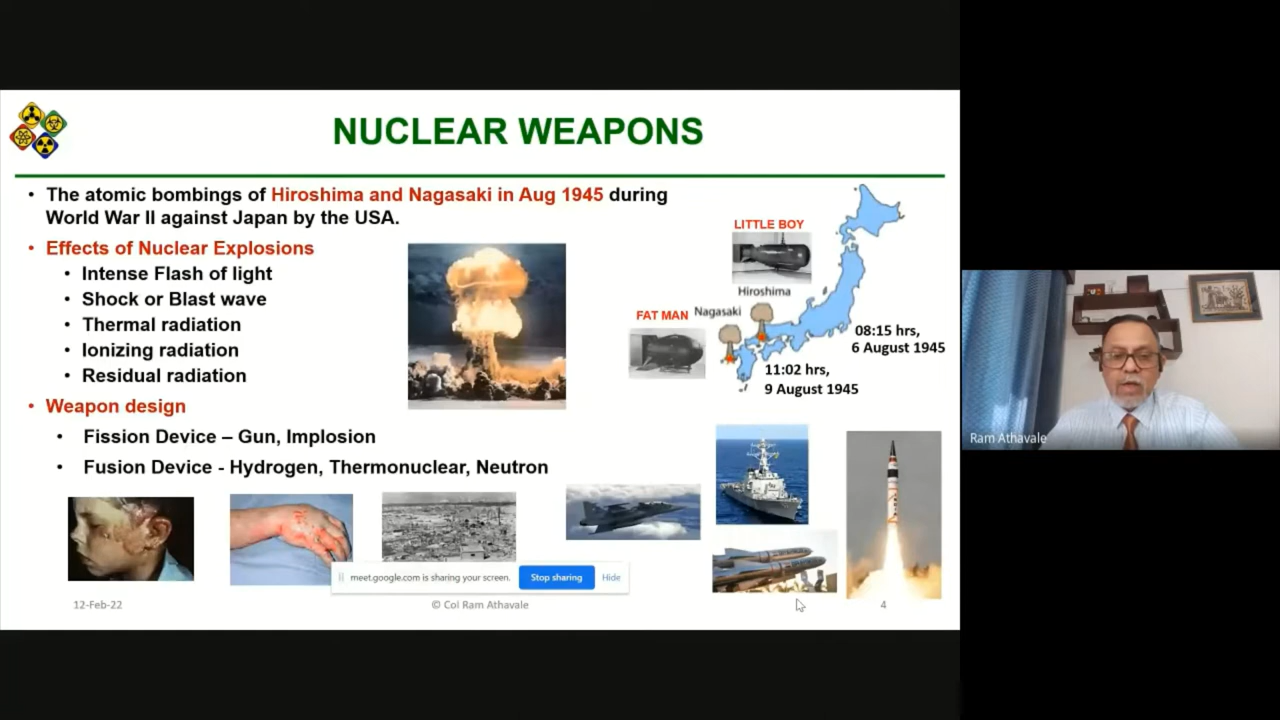 NUCLEAR WEAPONS
• The atomic bombings of Hiroshima and Nagasaki in Aug 1945 during
World War II against Japan by the USA.
• Effects of Nuclear Explosions
• Intense Flash of light
• Shock or Blast wave
• Thermal radiation
• Ionizing radiation
• Residual radiation
• Weapon design
• Fission Device – Gun, Implosion
• Fusion Device - Hydrogen, Thermonuclear, Neutron
LITTLE BOY
Hiroshima
FAT MAN
Nagasaki
08:15 hrs,
6 August 1945
11:02 hrs,
9 August 1945
meet.google.com is sharing your screen.
Stop sharing
Hide
12-Feb-22
© Col Ram Athavale
4
Ram Athavale